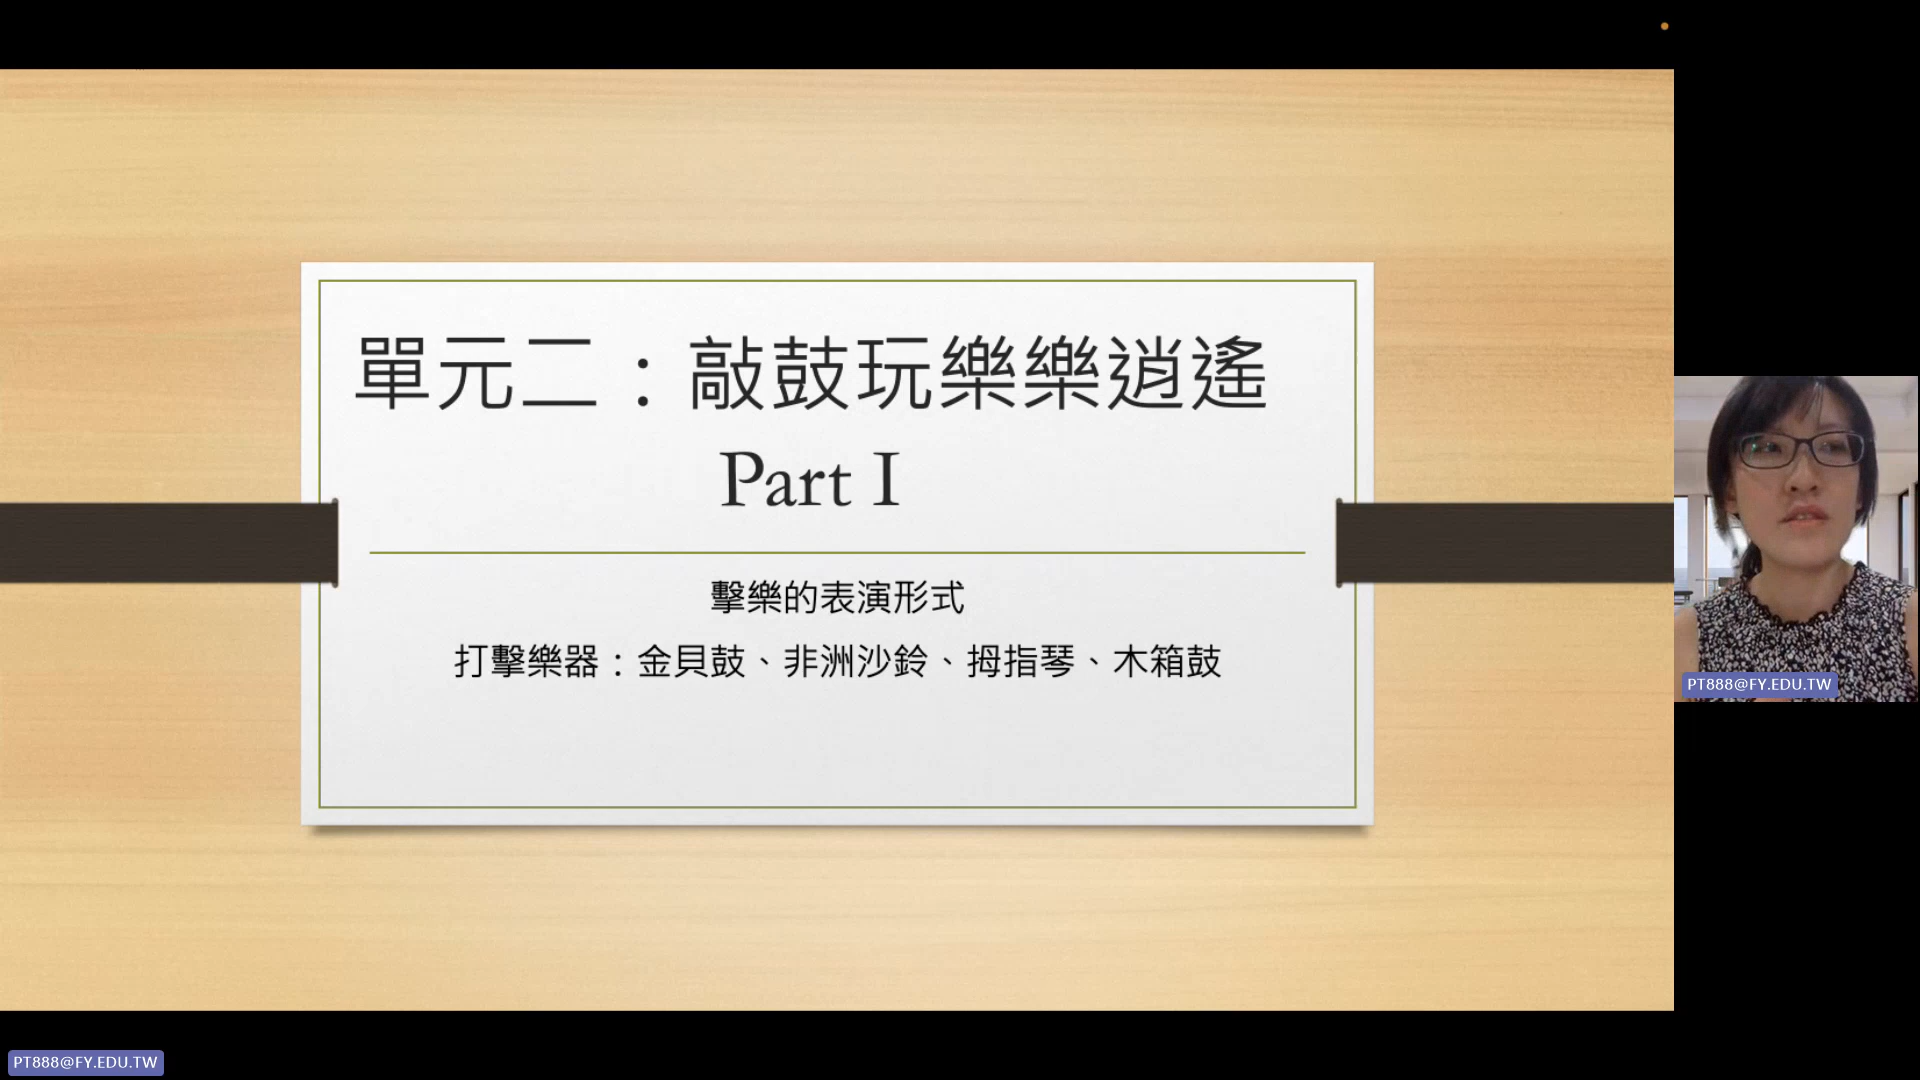 單元二：敲鼓玩樂樂逍遙
Part I
擊樂的表演形式
打擊樂器：金貝鼓、非洲沙鈴、拇指琴、木箱鼓
PT888@FY.EDU.TW
PT888@FY.EDU.TW